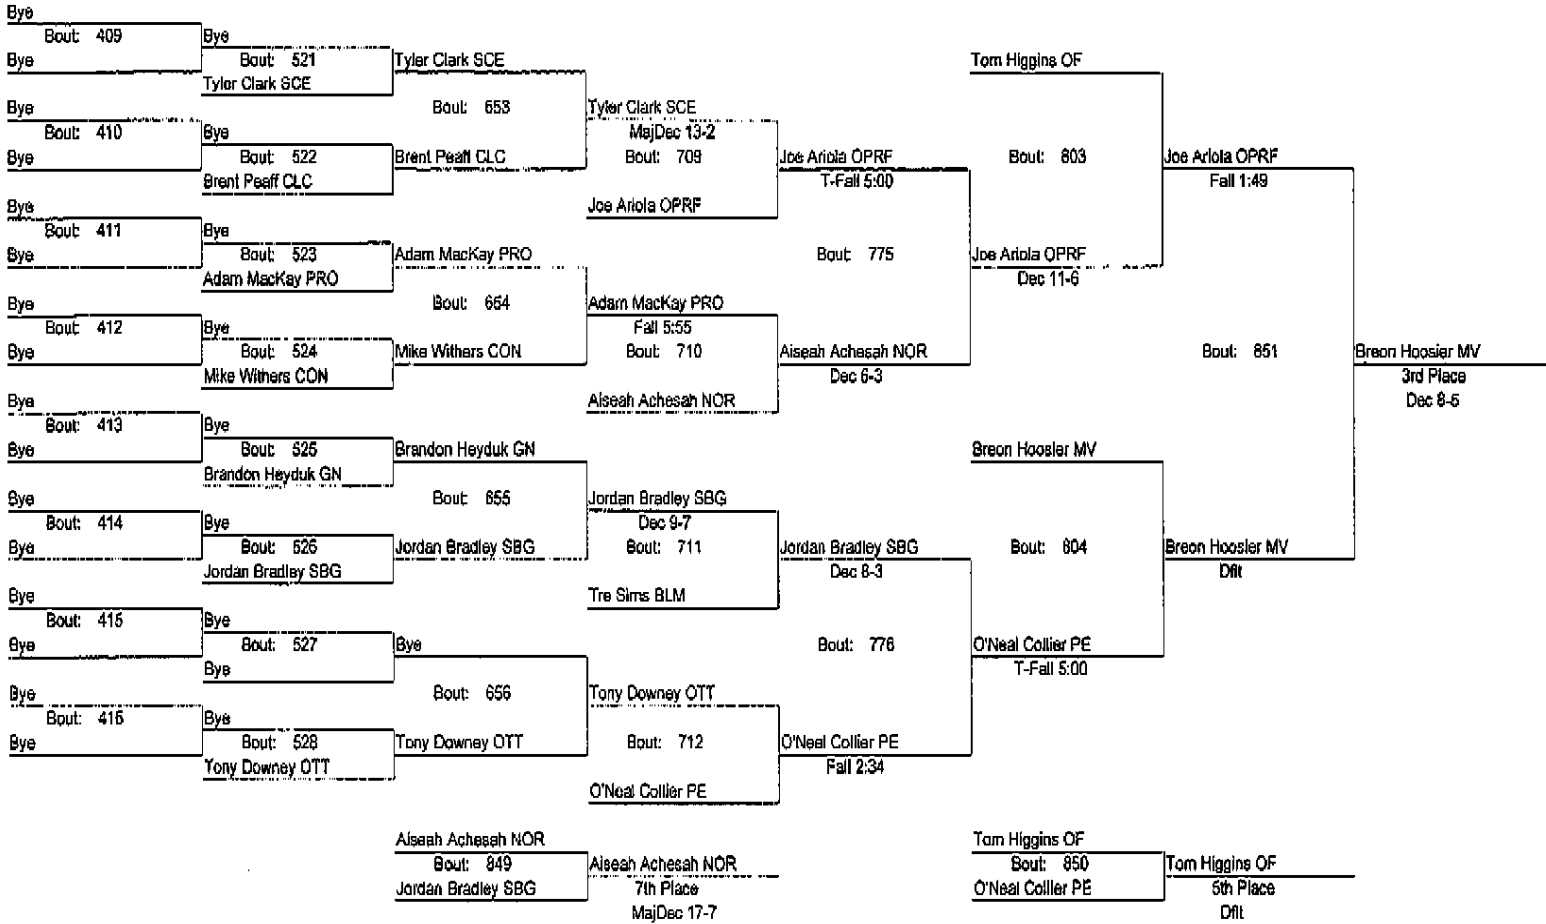 Bye
Bout: 409
Bye
Bye
Bout: 521
Tyler Clark SCE
Tyler Clark SCE
Bye
Bout: 410
Bye
Bye
Bout: 522
Brent Peaff CLC
Bout: 653
Brent Peaff CLC
Tyler Clark SCE
MajDec 13-2
Bout: 709
Joe Ariola OPRF
Joe Ariola OPRF
T-Fall 5:00
Bye
Bout: 411
Bye
Bye
Bout: 523
Adam MacKay PRO
Adam MacKay PRO
Bye
Bout: 412
Bye
Bye
Bout: 524
Mike Withers CON
Bout: 654
Mike Withers CON
Adam MacKay PRO
Fall 5:55
Bout: 710
Aiseah Achesah NOR
Aiseah Achesah NOR
Dec 6-3
Bout: 775
Joe Ariola OPRF
Dec 11-6
Tom Higgins OF
Bout: 803
Joe Ariola OPRF
Fall 1:49
Bye
Bout: 413
Bye
Bye
Bout: 525
Brandon Heyduk GN
Brandon Heyduk GN
Bye
Bout: 414
Bye
Bye
Bout: 526
Jordan Bradley SBG
Bout: 655
Jordan Bradley SBG
Jordan Bradley SBG
Dec 9-7
Bout: 711
Tre Sims BLM
Jordan Bradley SBG
Dec 8-3
Bye
Bout: 415
Bye
Bye
Bout: 527
Bye
Bye
Bye
Bout: 416
Bye
Bye
Bout: 528
Tony Downey OTT
Bout: 656
Tony Downey OTT
Tony Downey OTT
Bout: 712
O'Neal Collier PE
O'Neal Collier PE
Fall 2:34
Bout: 776
O'Neal Collier PE
T-Fall 5:00
Breon Hoosier MV
Bout: 804
Breon Hoosier MV
Dflt
Bout: 851
Breon Hoosier MV
3rd Place
Dec 8-5
Aiseah Achesah NOR
Bout: 849
Jordan Bradley SBG
Aiseah Achesah NOR
7th Place
MajDec 17-7
Tom Higgins OF
Bout: 850
O'Neal Collier PE
Tom Higgins OF
5th Place
Dflt